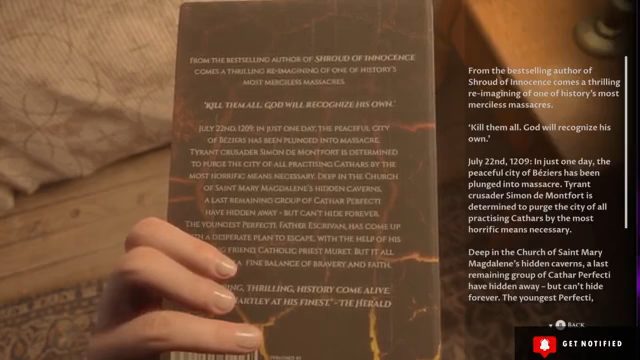 FROM THE BESTSELLING AUTHOR OF SHROUD OF INNOCENCE
COMES A THRILLING RE-IMAGINING OF ONE OF HISTORY'S
MOST MERCILESS MASSACRES.
'KILL THEM ALL. GOD WILL RECOGNIZE HIS OWN.'
JULY 22ND, 1209: IN JUST ONE DAY, THE PEACEFUL CITY
OF BÉZIERS HAS BEEN PLUNGED INTO MASSACRE.
TYRANT CRUSADER SIMON DE MONTFORT IS DETERMINED
TO PURGE THE CITY OF ALL PRACTISING CATHARS BY THE
MOST HORRIFIC MEANS NECESSARY. DEEP IN THE CHURCH
OF SAINT MARY MAGDALENE'S HIDDEN CAVERNS,
A LAST REMAINING GROUP OF CATHAR PERFECTI
HAVE HIDDEN AWAY – BUT CAN'T HIDE FOREVER.
THE YOUNGEST PERFECTI, FATHER ESCRIVAN, HAS COME UP
A DESPERATE PLAN TO ESCAPE, WITH THE HELP OF HIS
FRIEND, CATHOLIC PRIEST MURET. BUT IT ALL
A FINE BALANCE OF BRAVERY AND FAITH.
THRILLING, HISTORY COME ALIVE.
AT HIS FINEST." – THE HERALD
PUBLISHED BY
From the bestselling author of
Shroud of Innocence comes a thrilling
re-imagining of one of history's most
merciless massacres.
'Kill them all. God will recognize his
own.'
July 22nd, 1209: In just one day, the
peaceful city of Béziers has been
plunged into massacre. Tyrant
crusader Simon de Montfort is
determined to purge the city of all
practising Cathars by the most
horrific means necessary.
Deep in the Church of Saint Mary
Magdalene's hidden caverns, a last
remaining group of Cathar Perfecti
have hidden away – but can't hide
forever. The youngest Perfecti,
BACK
GET NOTIFIED